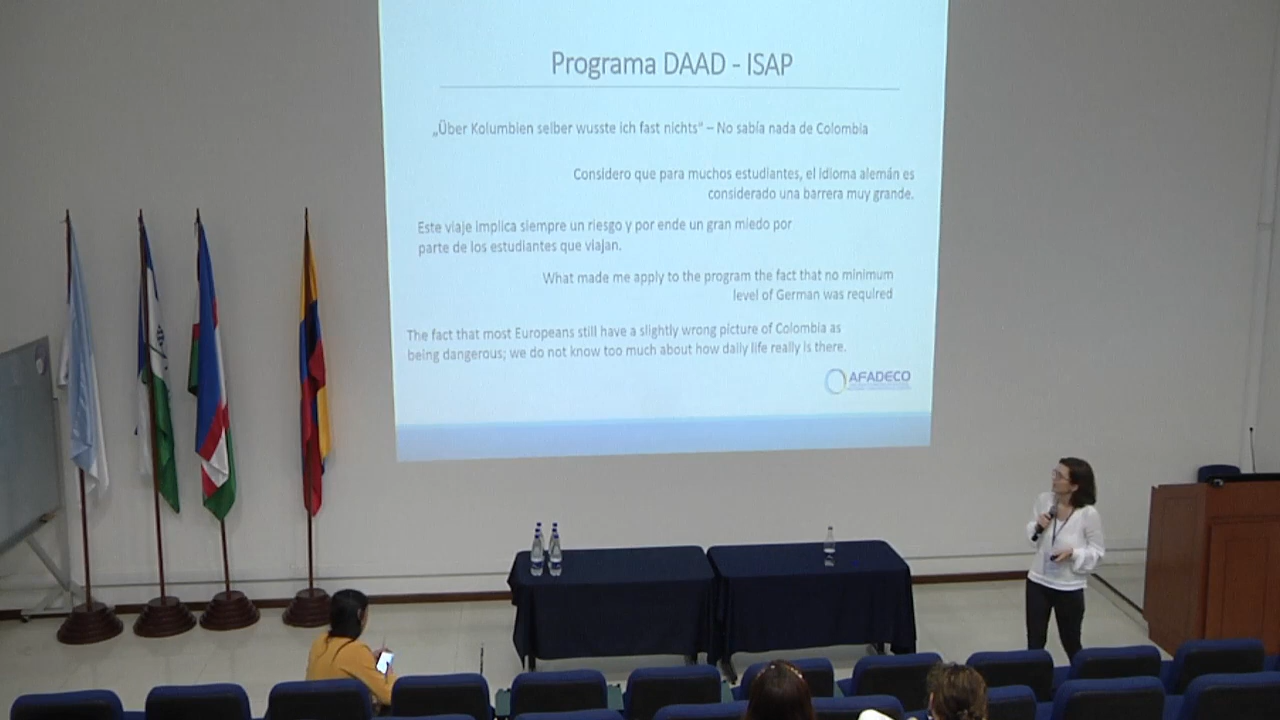 Programa DAAD - ISAP
„Über Kolumbien selber wusste ich fast nichts“ – No sabía nada de Colombia
Considero que para muchos estudiantes, el idioma alemán es
considerado una barrera muy grande.
Este viaje implica siempre un riesgo y por ende un gran miedo por
parte de los estudiantes que viajan.
What made me apply to the program the fact that no minimum
level of German was required
The fact that most Europeans still have a slightly wrong picture of Colombia as
being dangerous; we do not know too much about how daily life really is there.
AFADECO